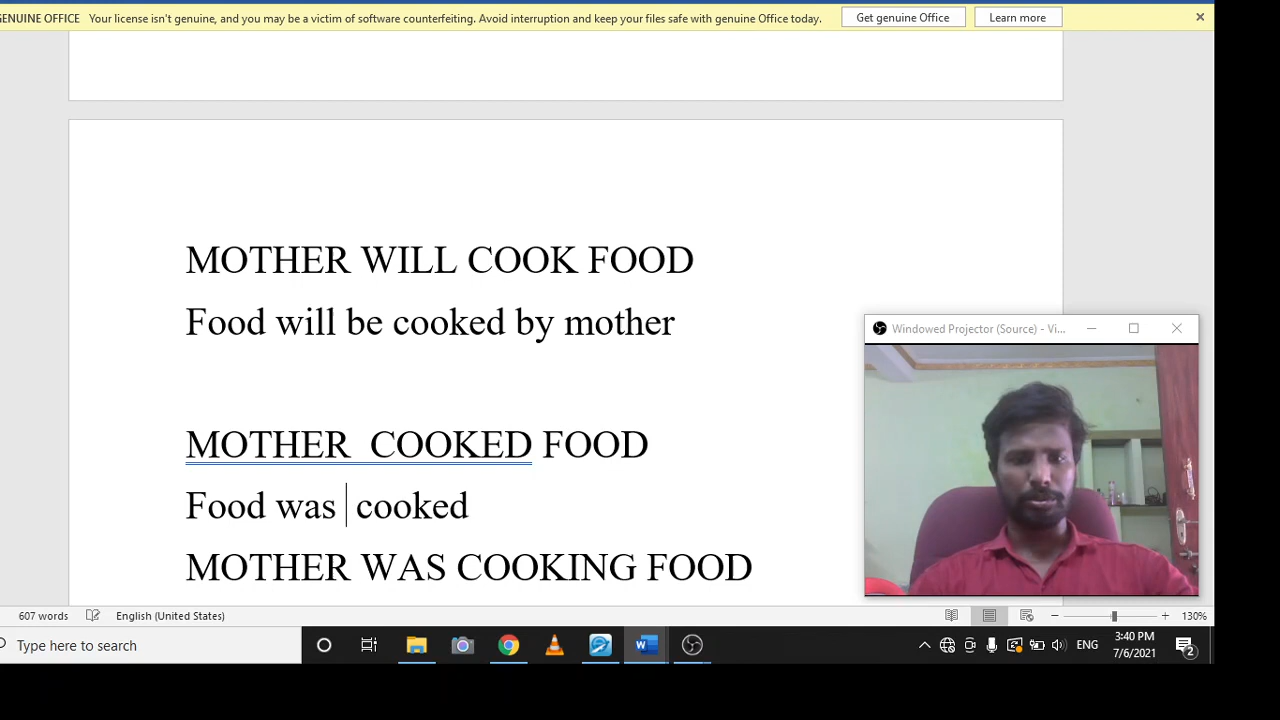 GENUINE OFFICE Your license isn't genuine, and you may be a victim of software counterfeiting. Avoid interruption and keep your files safe with genuine Office today. Get genuine Office Learn more
MOTHER WILL COOK FOOD
Food will be cooked by mother
Windowed Projector (Source) - Vi...
MOTHER COOKED FOOD
Food was cooked
MOTHER WAS COOKING FOOD
607 words English (United States) 130%
Type here to search ENG 3:40 PM
7/6/2021 2